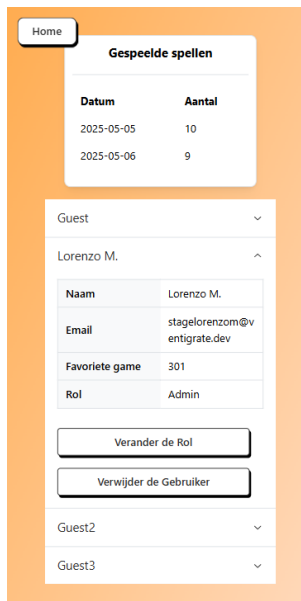 Home
Gespeelde spellen
Datum Aantal
2025-05-05 10
2025-05-06 9
Guest
Lorenzo M.
Naam Lorenzo M.
Email stagelorenzom@v
entigrate.dev
Favoriete game 301
Rol Admin
Verander de Rol
Verwijder de Gebruiker
Guest2
Guest3